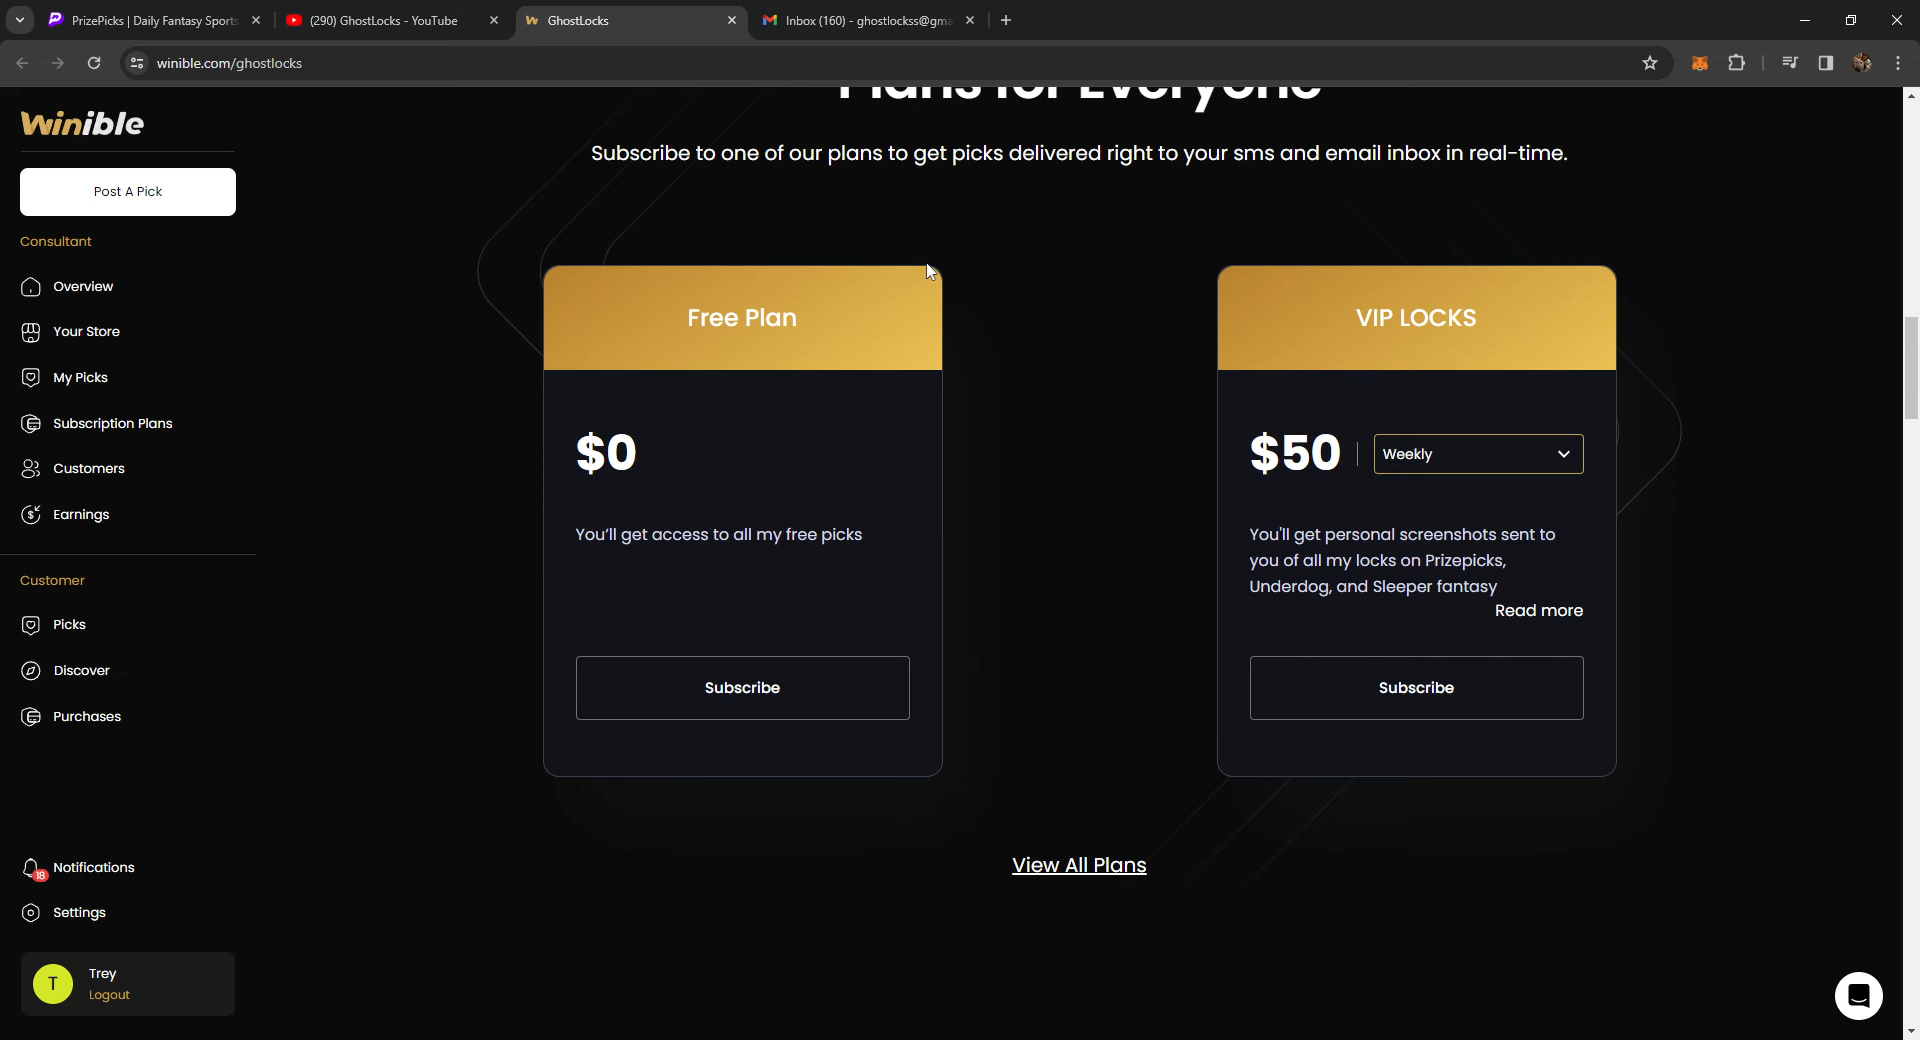 PrizePicks | Daily Fantasy Sports
(290) GhostLocks - YouTube
GhostLocks
Inbox (160) - ghostlockss@gma
winible.com/ghostlocks
Winible
Post A Pick
Consultant
Overview
Your Store
My Picks
Subscription Plans
Customers
Earnings
Customer
Picks
Discover
Purchases
18
Notifications
Settings
T
Trey
Logout
Plans for Everyone
Subscribe to one of our plans to get picks delivered right to your sms and email inbox in real-time.
Free Plan
$0
You'll get access to all my free picks
Subscribe
VIP LOCKS
$50
Weekly
You'll get personal screenshots sent to
you of all my locks on Prizepicks,
Underdog, and Sleeper fantasy
Read more
Subscribe
View All Plans